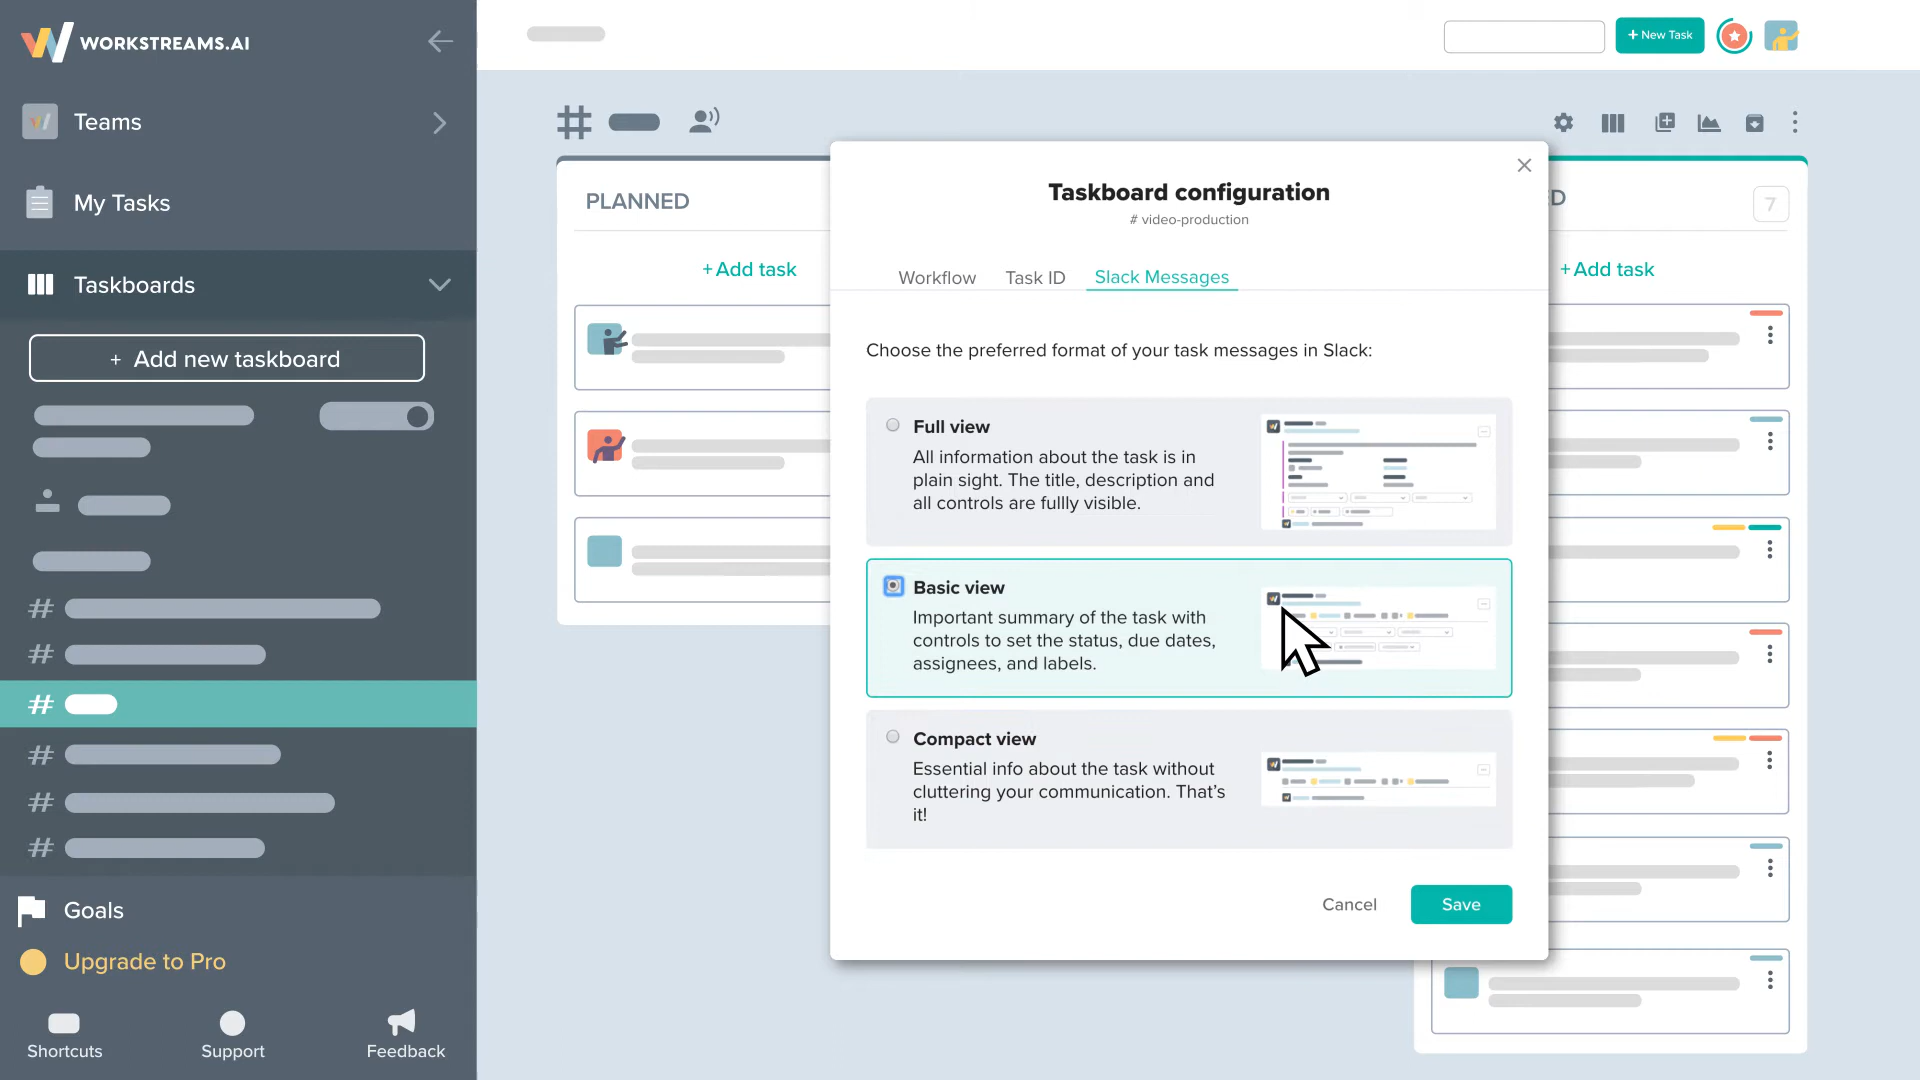 WORKSTREAMS.AI
Teams
My Tasks
Taskboards
+ Add new taskboard
Goals
Upgrade to Pro
Shortcuts
Support
Feedback
+ New Task
PLANNED
+ Add task
D
7
+ Add task
Taskboard configuration
# video-production
Workflow Task ID Slack Messages
Choose the preferred format of your task messages in Slack:
Full view
All information about the task is in
plain sight. The title, description and
all controls are fullly visible.
Basic view
Important summary of the task with
controls to set the status, due dates,
assignees, and labels.
Compact view
Essential info about the task without
cluttering your communication. That's
it!
Cancel Save